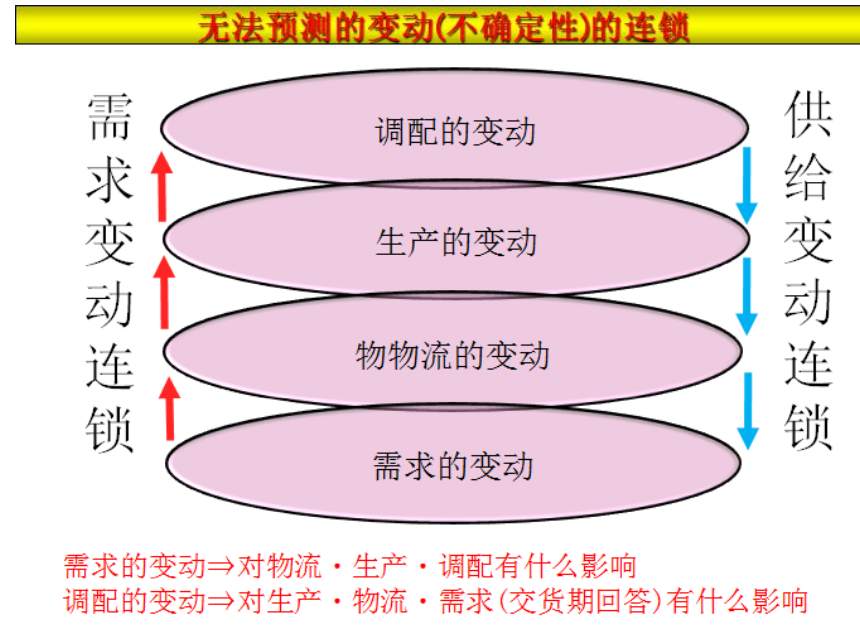 无法预测的变动(不确定性)的连锁
需求变动连锁
调配的变动
生产的变动
物物流的变动
需求的变动
供给变动连锁
需求的变动⇒对物流・生产・调配有什么影响
调配的变动⇒对生产・物流・需求(交货期回答)有什么影响